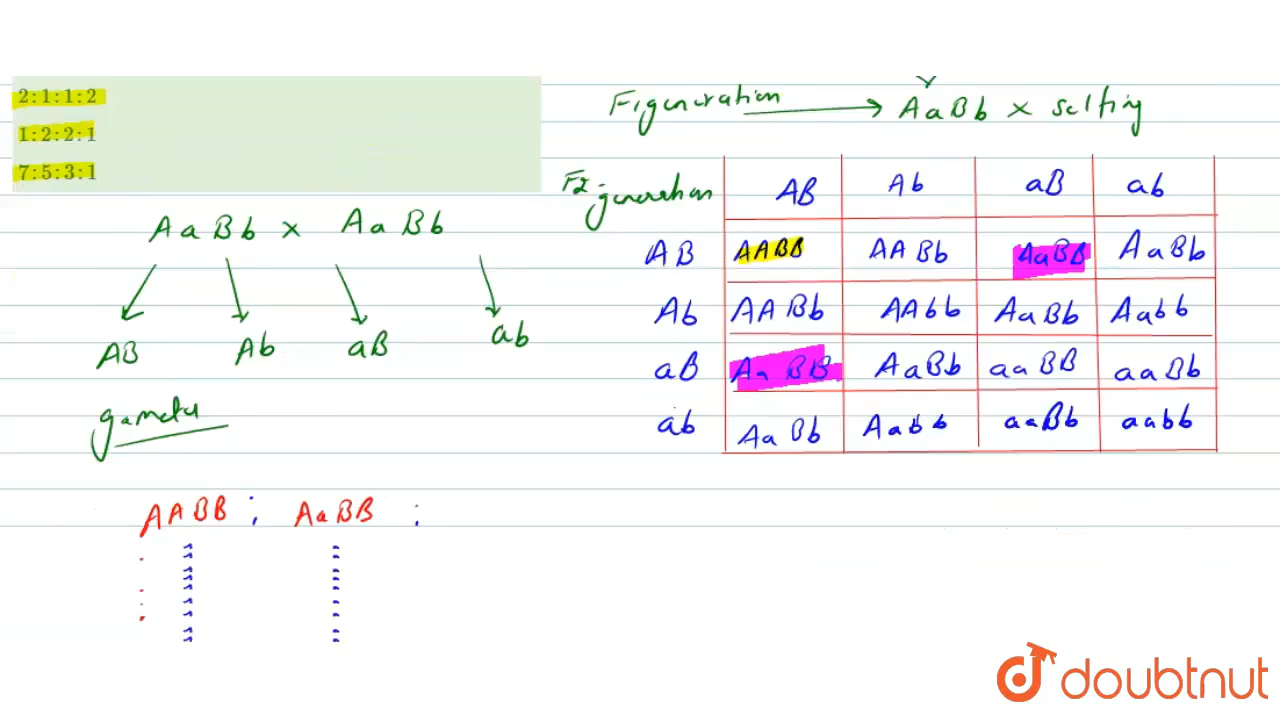 2 : 1 : 1 : 2
1 : 2 : 2 : 1
7 : 5 : 3 : 1
F1 generation → AaBb × selfing
AaBb × AaBb
AB Ab aB ab
gametes
F2 generation AB Ab aB ab
AB AABB AABb AaBB AaBb
Ab AABb AAbb AaBb Aabb
aB AaBB AaBb aaBB aaBb
ab AaBb Aabb aaBb aabb
AABB : AaBB :
doubtnut